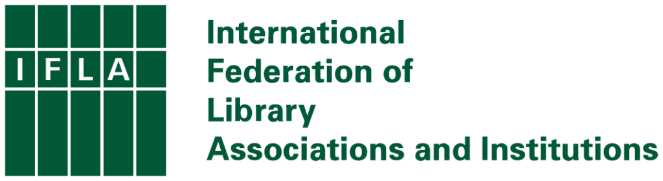 IFLA
International
Federation of
Library
Associations and Institutions